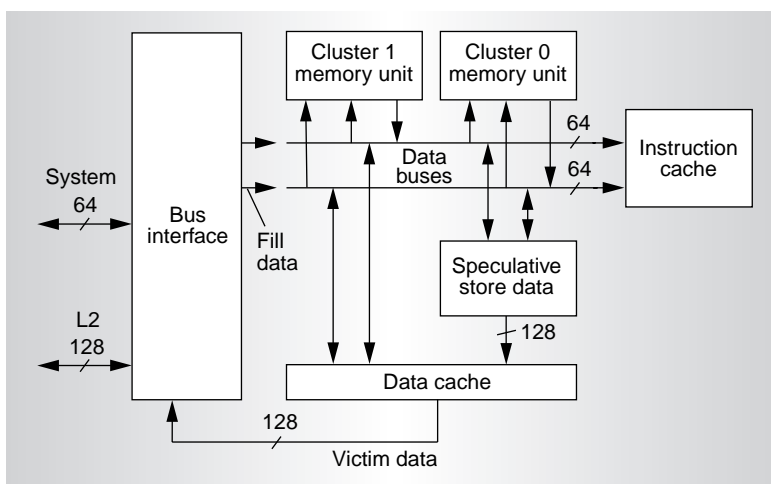 Cluster 1
memory unit
Cluster 0
memory unit
64
Data
buses
64
Instruction
cache
System
64
Bus
interface
Fill
data
Speculative
store data
L2
128
128
Data cache
128
Victim data